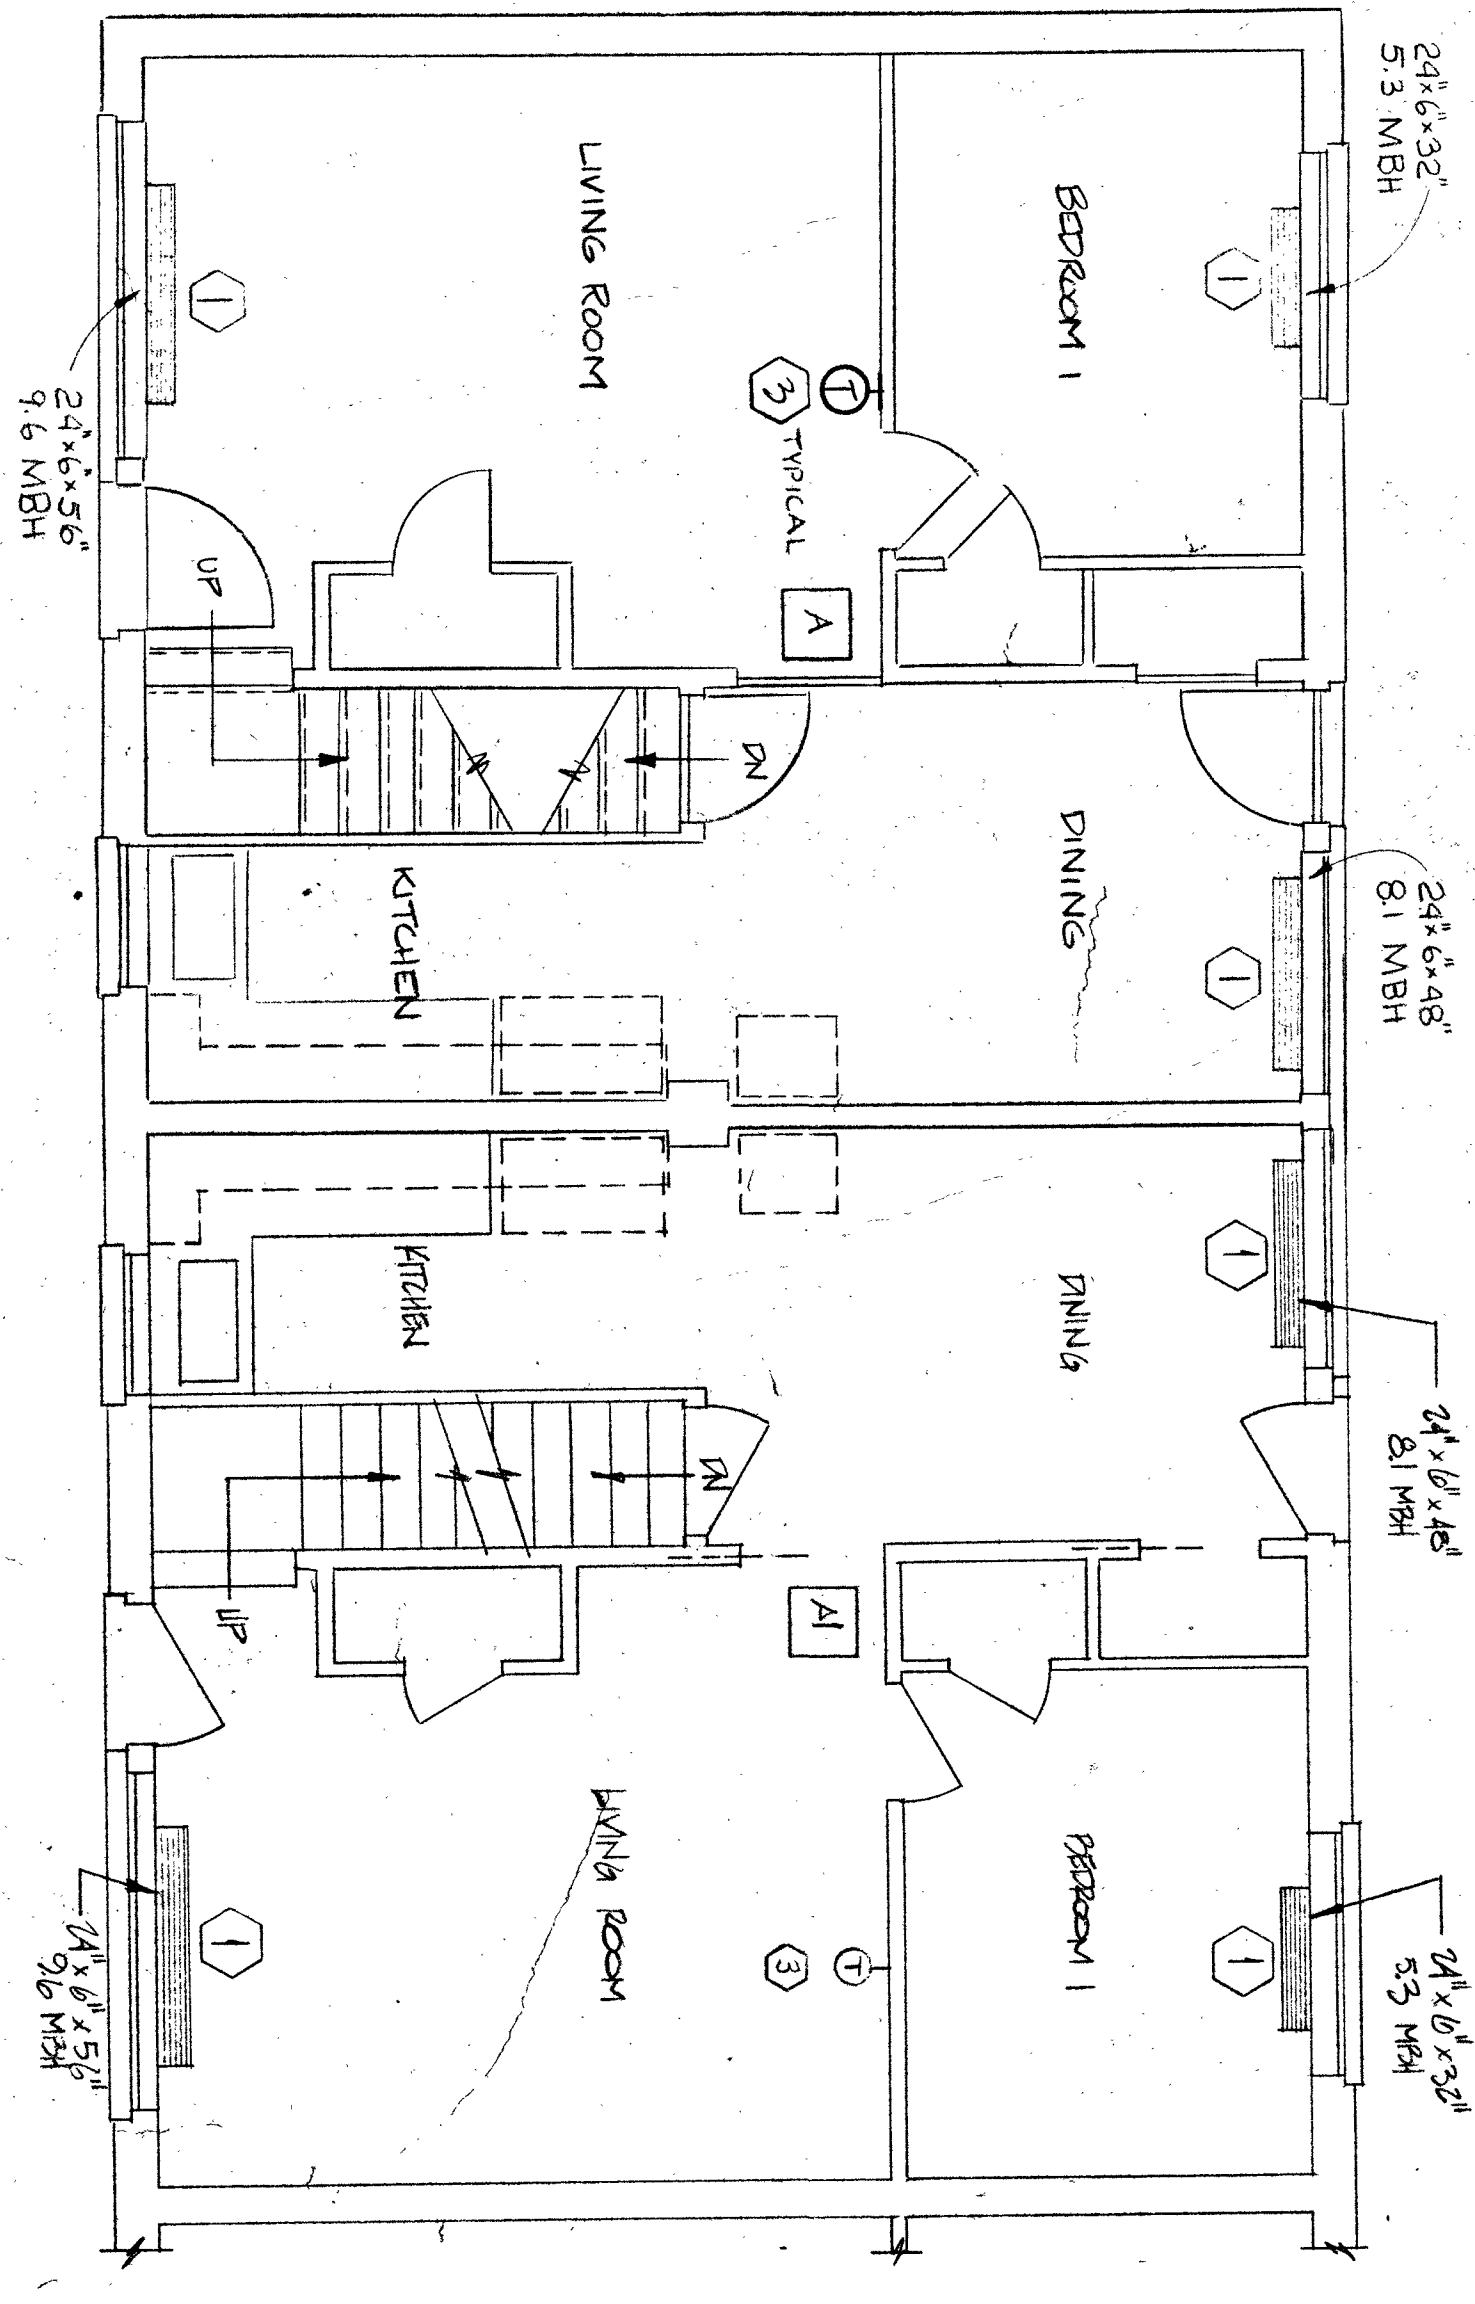 24"x6"x32"
5.3 MBH
BEDROOM 1
1
LIVING ROOM
3
T
TYPICAL
1
24"x6"x56"
9.6 MBH
UP
A
DN
DINING
KITCHEN
1
24"x6"x48"
8.1 MBH
KITCHEN
DINING
1
24"x6"x48"
8.1 MBH
DN
UP
A1
LIVING ROOM
BEDROOM 1
3
T
1
1
24"x6"x32"
5.3 MBH
24"x6"x56"
9.6 MBH